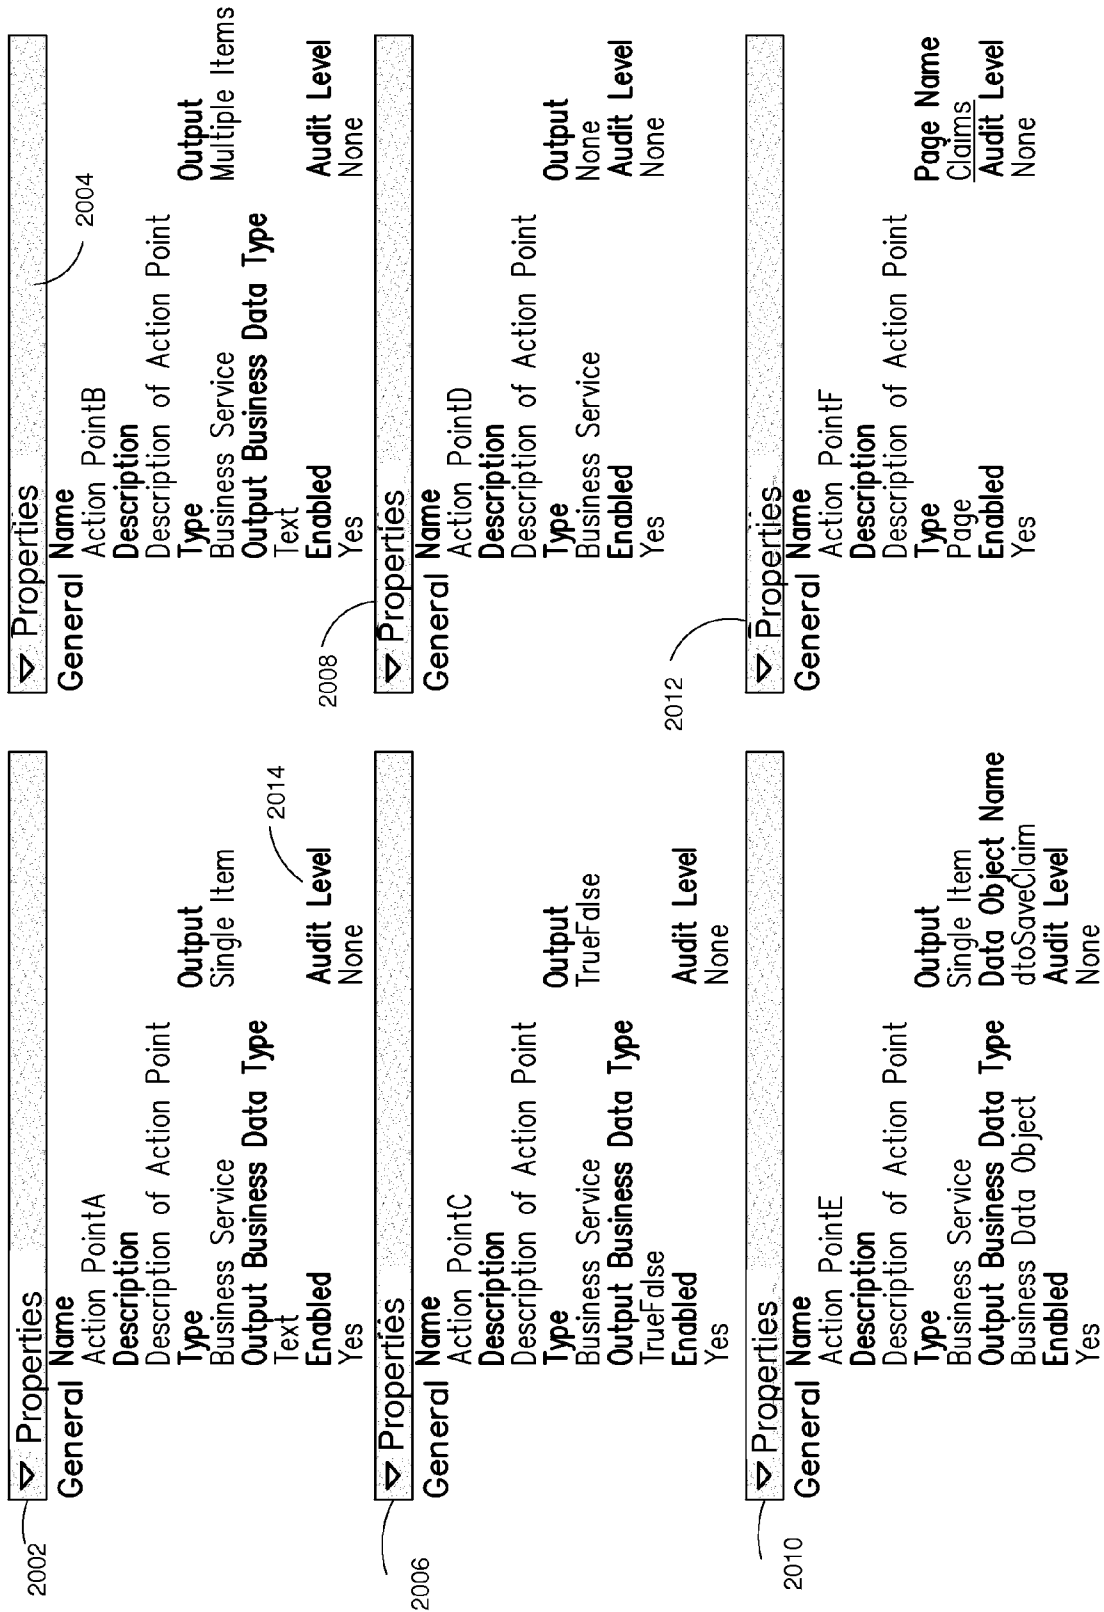 2002
▽ Properties
General Name
Action PointA
Description
Description of Action Point
Type Output
Business Service Single Item
Output Business Data Type
Text
Enabled Audit Level
Yes None
2014
2004
▽ Properties
General Name
Action PointB
Description
Description of Action Point
Type Output
Business Service Multiple Items
Output Business Data Type
Text
Enabled Audit Level
Yes None
2006
▽ Properties
General Name
Action PointC
Description
Description of Action Point
Type Output
Business Service TrueFalse
Output Business Data Type
TrueFalse
Enabled Audit Level
Yes None
2008
▽ Properties
General Name
Action PointD
Description
Description of Action Point
Type Output
Business Service None
Enabled Audit Level
Yes None
2010
▽ Properties
General Name
Action PointE
Description
Description of Action Point
Type Output
Business Service Single Item
Output Business Data Type Data Object Name
Business Data Object dtoSaveClaim
Enabled Audit Level
Yes None
2012
▽ Properties
General Name
Action PointF
Description
Description of Action Point
Type Page Name
Page Claims
Enabled Audit Level
Yes None